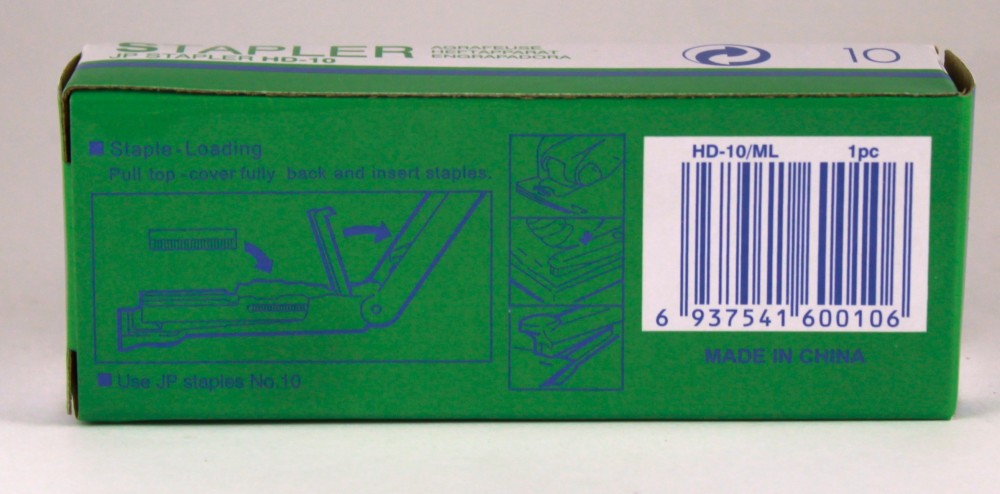 STAPLER
JP STAPLER HD-10
AGRAFEUSE
HEFTAPPARAT
ENGRAPADORA
10
■ Staple-Loading
Pull top-cover fully back and insert staples.
■ Use JP staples No.10
HD-10/ML 1pc
6 937541 600106
MADE IN CHINA